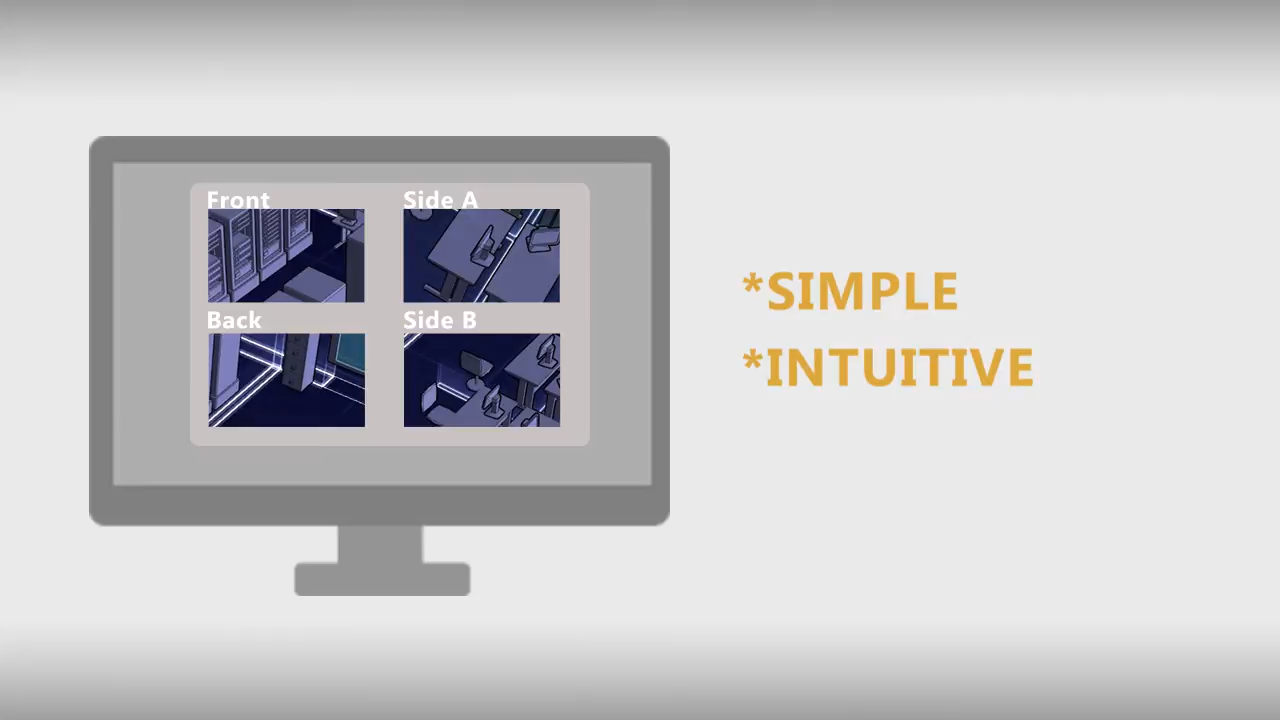 Front
Side A
Back
Side B
*SIMPLE
*INTUITIVE